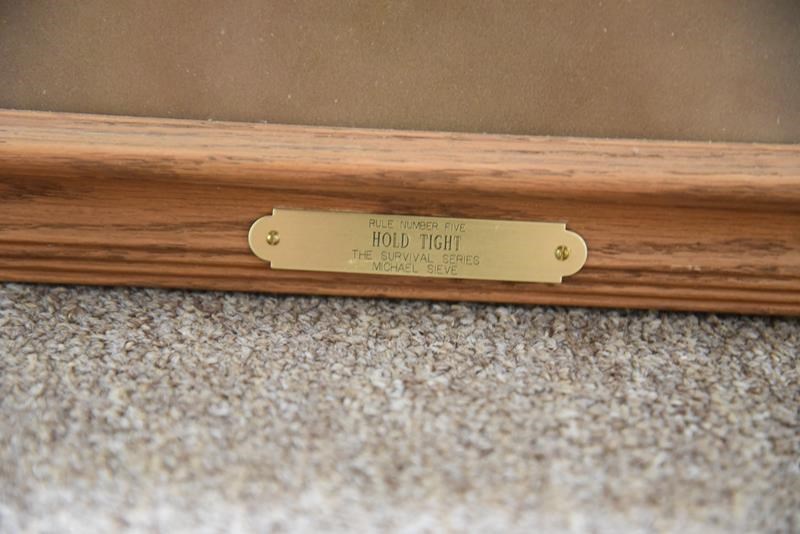 RULE NUMBER FIVE
HOLD TIGHT
THE SURVIVAL SERIES
MICHAEL SIEVE